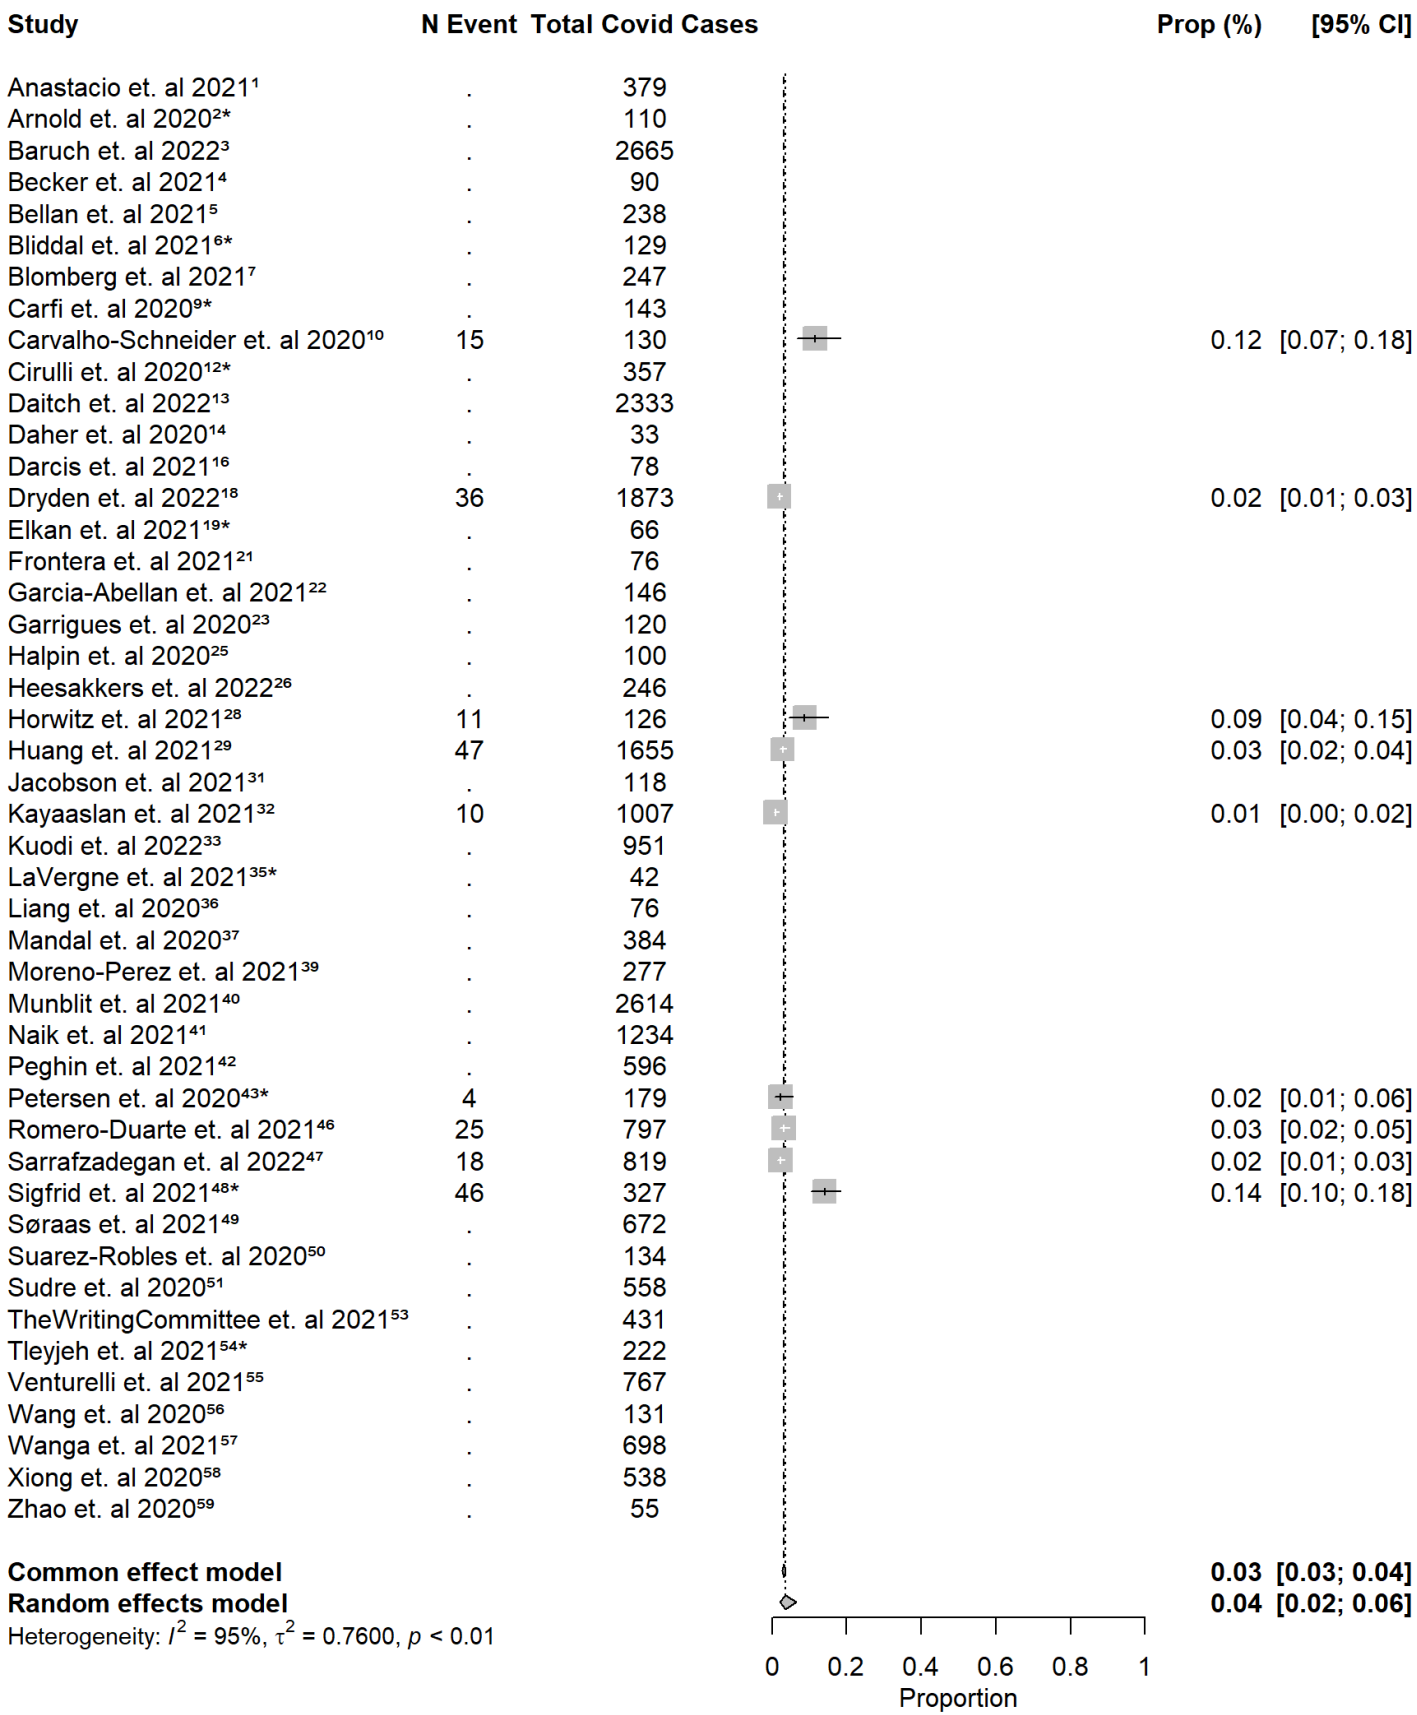 Study N Event Total Covid Cases Prop (%) [95% CI]
Anastacio et. al 2021¹ . 379
Arnold et. al 2020²* . 110
Baruch et. al 2022³ . 2665
Becker et. al 2021⁴ . 90
Bellan et. al 2021⁵ . 238
Bliddal et. al 2021⁶* . 129
Blomberg et. al 2021⁷ . 247
Carfi et. al 2020⁹* . 143
Carvalho-Schneider et. al 2020¹⁰ 15 130 0.12 [0.07; 0.18]
Cirulli et. al 2020¹²* . 357
Daitch et. al 2022¹³ . 2333
Daher et. al 2020¹⁴ . 33
Darcis et. al 2021¹⁶ . 78
Dryden et. al 2022¹⁸ 36 1873 0.02 [0.01; 0.03]
Elkan et. al 2021¹⁹* . 66
Frontera et. al 2021²¹ . 76
Garcia-Abellan et. al 2021²² . 146
Garrigues et. al 2020²³ . 120
Halpin et. al 2020²⁵ . 100
Heesakkers et. al 2022²⁶ . 246
Horwitz et. al 2021²⁸ 11 126 0.09 [0.04; 0.15]
Huang et. al 2021²⁹ 47 1655 0.03 [0.02; 0.04]
Jacobson et. al 2021³¹ . 118
Kayaaslan et. al 2021³² 10 1007 0.01 [0.00; 0.02]
Kuodi et. al 2022³³ . 951
LaVergne et. al 2021³⁵* . 42
Liang et. al 2020³⁶ . 76
Mandal et. al 2020³⁷ . 384
Moreno-Perez et. al 2021³⁹ . 277
Munblit et. al 2021⁴⁰ . 2614
Naik et. al 2021⁴¹ . 1234
Peghin et. al 2021⁴² . 596
Petersen et. al 2020⁴³* 4 179 0.02 [0.01; 0.06]
Romero-Duarte et. al 2021⁴⁶ 25 797 0.03 [0.02; 0.05]
Sarrafzadegan et. al 2022⁴⁷ 18 819 0.02 [0.01; 0.03]
Sigfrid et. al 2021⁴⁸* 46 327 0.14 [0.10; 0.18]
Søraas et. al 2021⁴⁹ . 672
Suarez-Robles et. al 2020⁵⁰ . 134
Sudre et. al 2020⁵¹ . 558
TheWritingCommittee et. al 2021⁵³ . 431
Tleyjeh et. al 2021⁵⁴* . 222
Venturelli et. al 2021⁵⁵ . 767
Wang et. al 2020⁵⁶ . 131
Wanga et. al 2021⁵⁷ . 698
Xiong et. al 2020⁵⁸ . 538
Zhao et. al 2020⁵⁹ . 55
Common effect model 0.03 [0.03; 0.04]
Random effects model 0.04 [0.02; 0.06]
Heterogeneity: I² = 95%, τ² = 0.7600, p < 0.01
0 0.2 0.4 0.6 0.8 1
Proportion